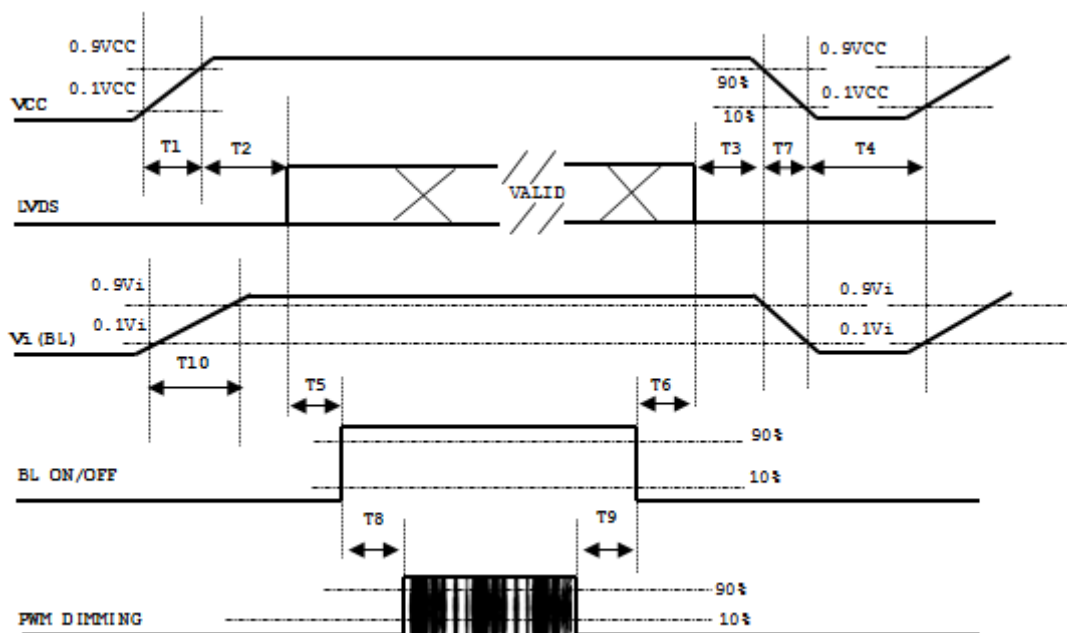 0.9VCC
0.9VCC
90%
0.1VCC
0.1VCC
VCC
10%
T1
T2
T3
T7
T4
VALID
LVDS
0.9Vi
0.9Vi
0.1Vi
0.1Vi
Vi(BL)
T10
T5
T6
90%
BL ON/OFF
10%
T8
T9
90%
PWM DIMMING
10%